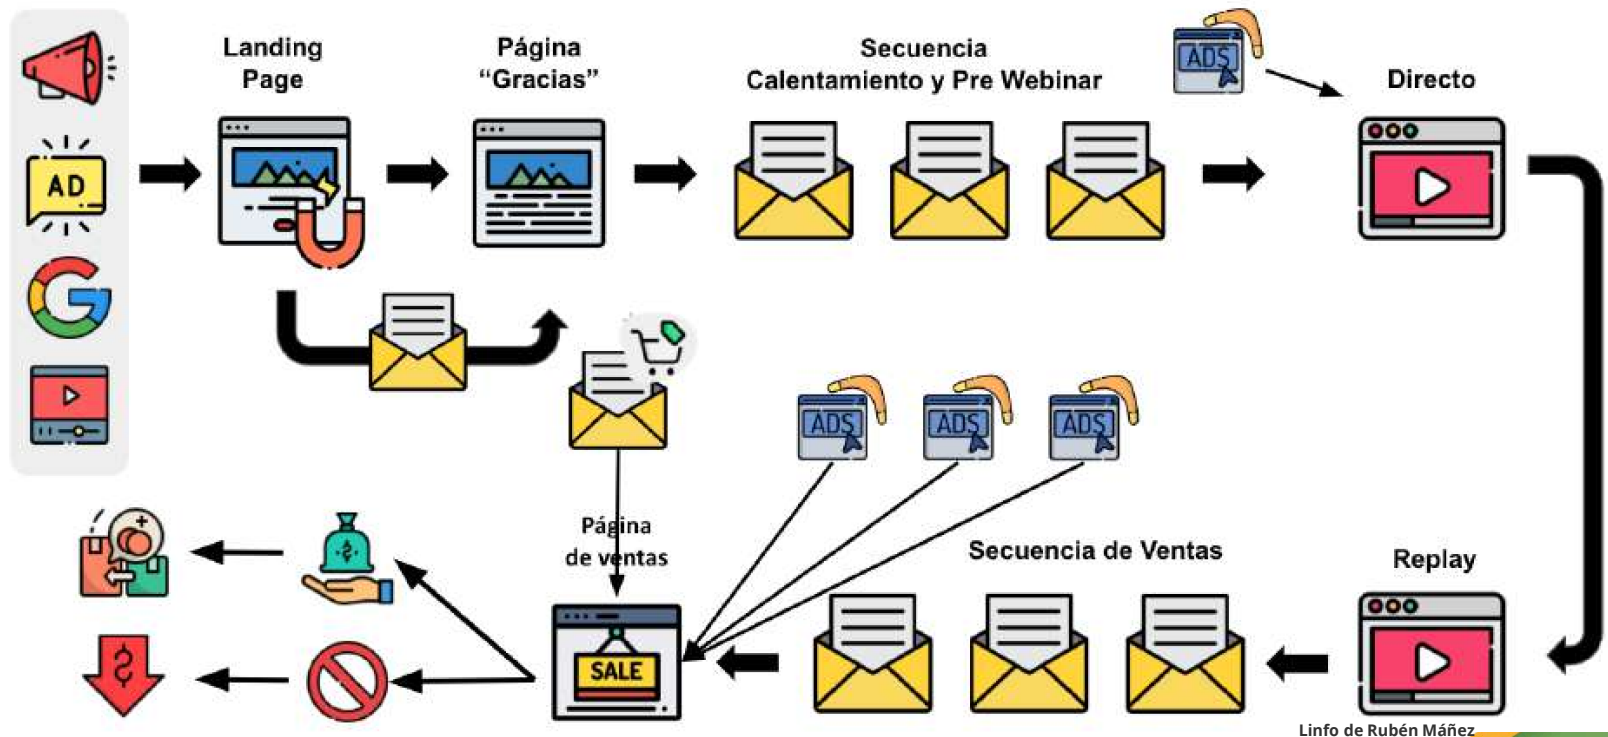 Landing
Page
Página
“Gracias”
Secuencia
Calentamiento y Pre Webinar
ADS
Directo
AD
ADS
ADS
ADS
Página
de ventas
Secuencia de Ventas
Replay
SALE
Linfo de Rubén Máñez